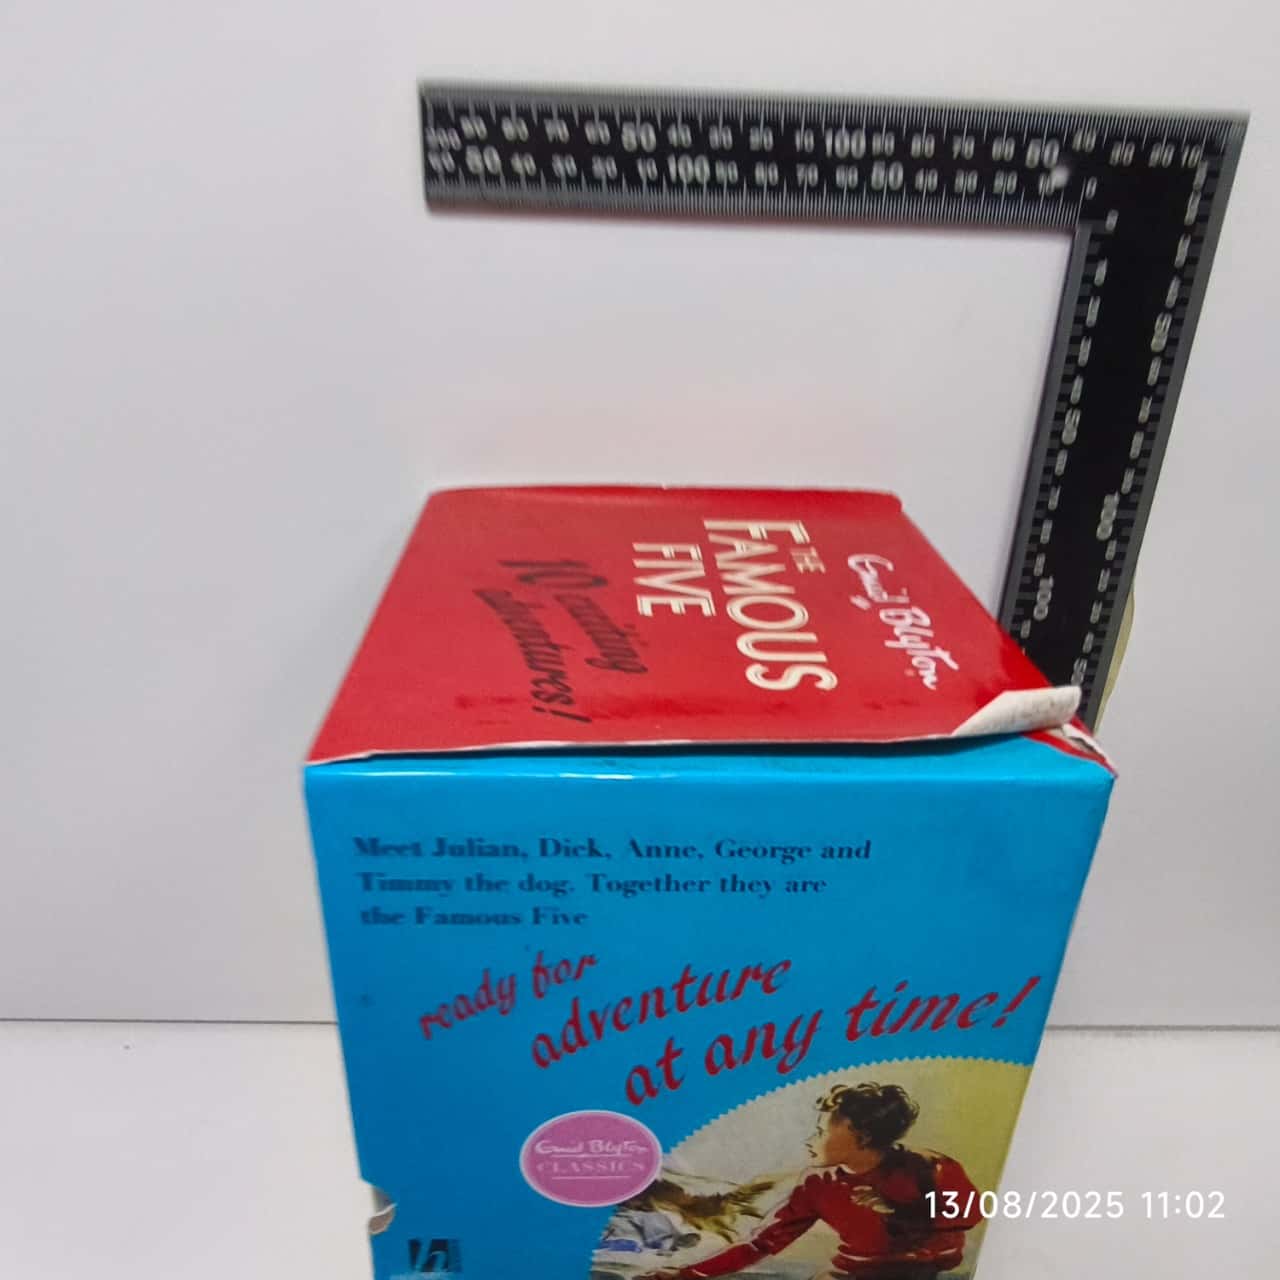 Enid Blyton
THE
FAMOUS
FIVE
10 exciting
adventures!
Meet Julian, Dick, Anne, George and
Timmy the dog. Together they are
the Famous Five
ready for
adventure
at any time!
Enid Blyton
CLASSICS
h
13/08/2025 11:02